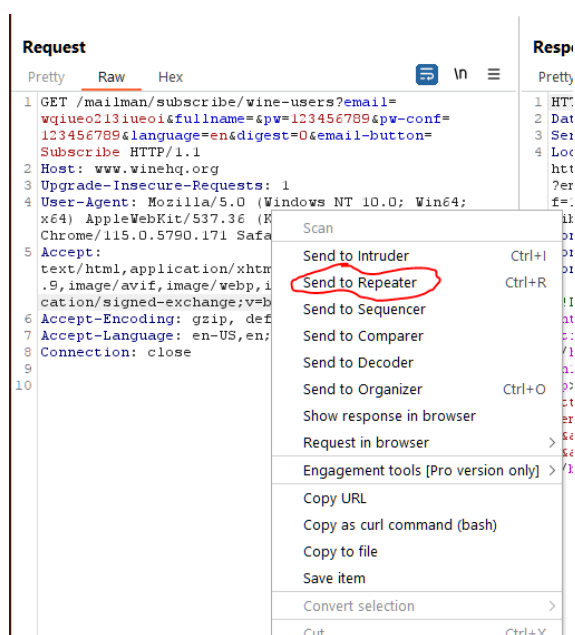 Request
Pretty Raw Hex \n
1 GET /mailman/subscribe/wine-users?email=
wqiueo213iueoi&fullname=&pw=123456789&pw-conf=
123456789&language=en&digest=0&email-button=
Subscribe HTTP/1.1
2 Host: www.winehq.org
3 Upgrade-Insecure-Requests: 1
4 User-Agent: Mozilla/5.0 (Windows NT 10.0; Win64;
x64) AppleWebKit/537.36 (K
Chrome/115.0.5790.171 Safa
5 Accept:
text/html,application/xhtm
.9,image/avif,image/webp,i
cation/signed-exchange;v=b
6 Accept-Encoding: gzip, def
7 Accept-Language: en-US,en;
8 Connection: close
9
10
Scan
Send to Intruder Ctrl+I
Send to Repeater Ctrl+R
Send to Sequencer
Send to Comparer
Send to Decoder
Send to Organizer Ctrl+O
Show response in browser
Request in browser >
Engagement tools [Pro version only] >
Copy URL
Copy as curl command (bash)
Copy to file
Save item
Convert selection >
Cut Ctrl+X
Resp
Pretty
1 HT
2 Dat
3 Ser
4 Loc
htt
?em
f=1